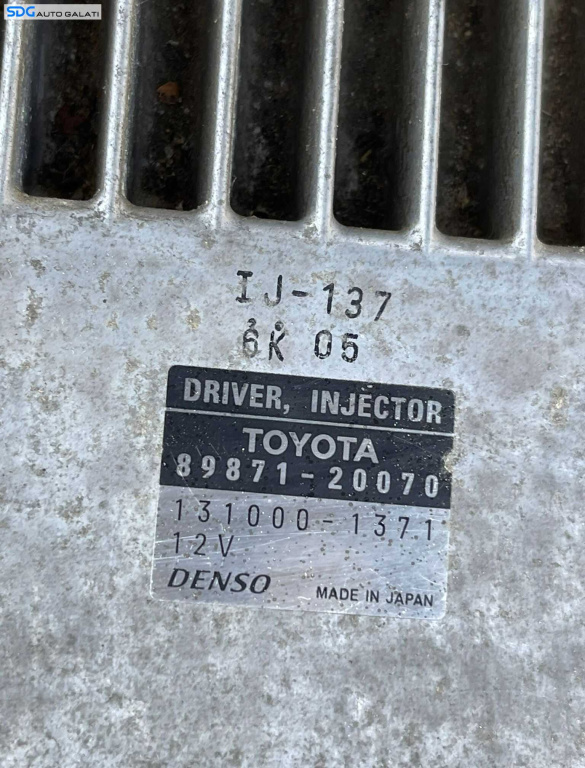 SDG AUTO GALATI
IJ-137
6K 05
DRIVER, INJECTOR
TOYOTA
89871-20070
131000-1371
12V
DENSO MADE IN JAPAN